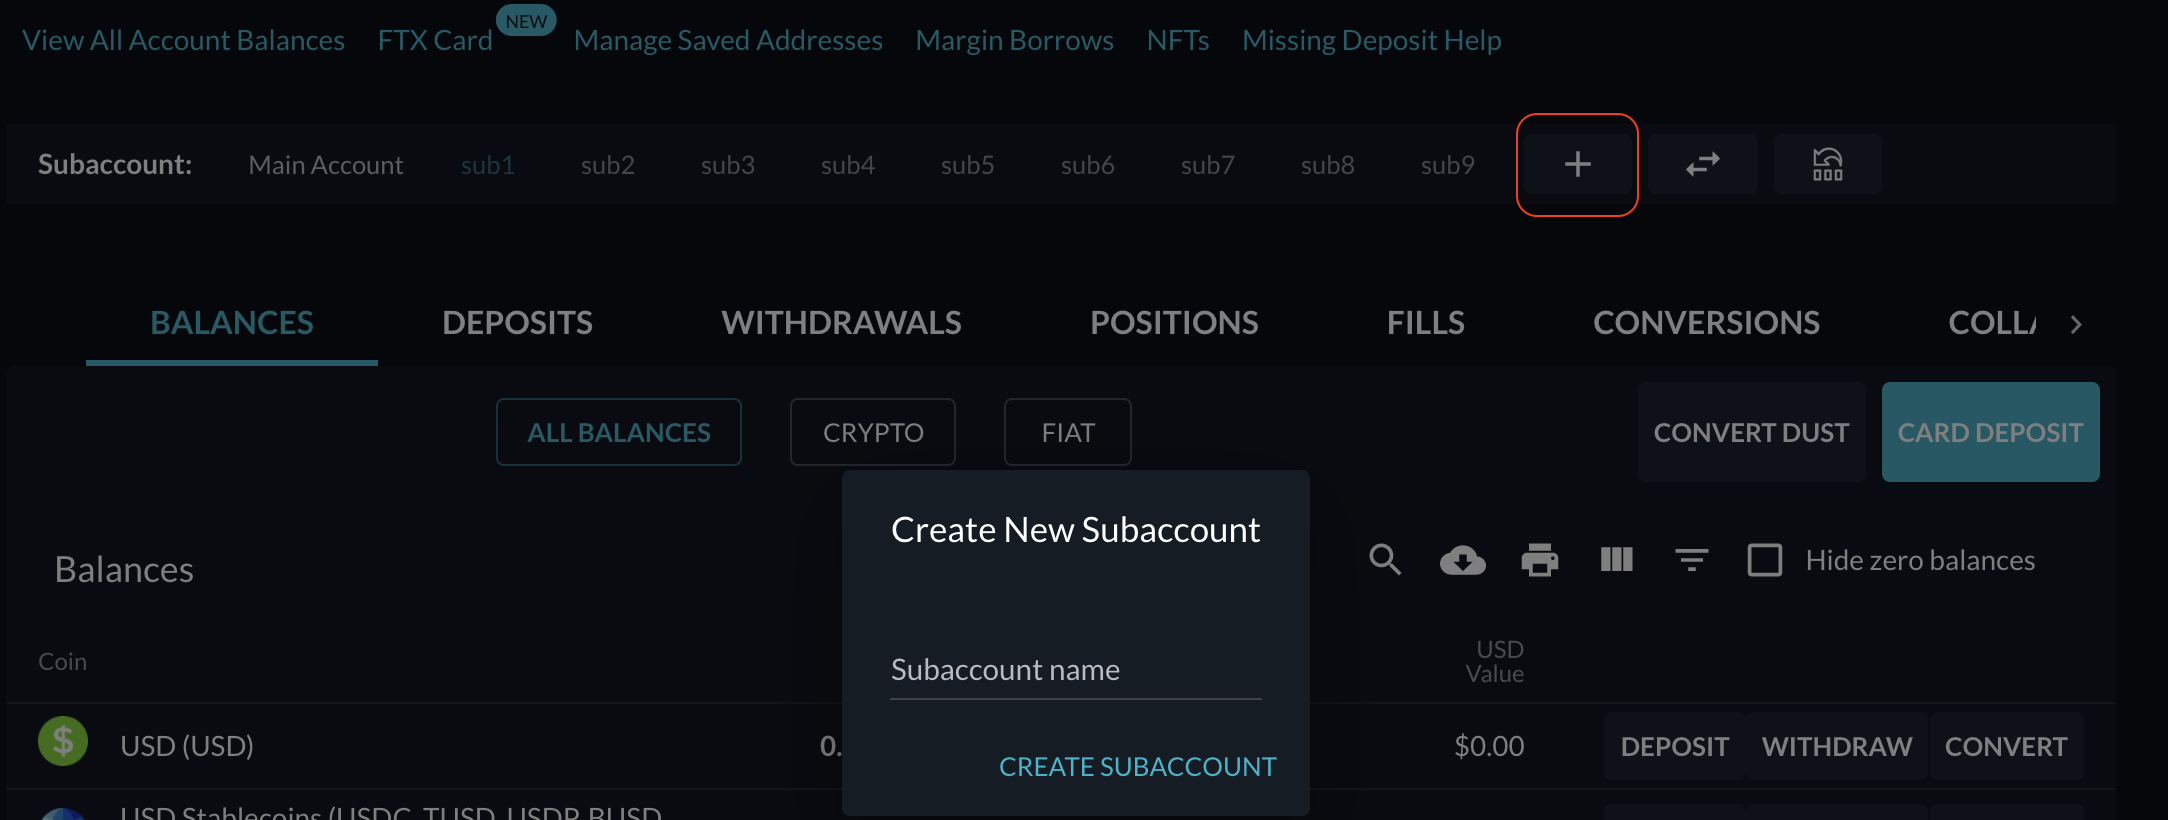 View All Account Balances FTX Card NEW Manage Saved Addresses Margin Borrows NFTs Missing Deposit Help
Subaccount: Main Account sub1 sub2 sub3 sub4 sub5 sub6 sub7 sub8 sub9
BALANCES DEPOSITS WITHDRAWALS POSITIONS FILLS CONVERSIONS COLLA
ALL BALANCES CRYPTO FIAT CONVERT DUST CARD DEPOSIT
Create New Subaccount
Balances Hide zero balances
Subaccount name
Coin USD
Value
USD (USD) 0. $0.00 DEPOSIT WITHDRAW CONVERT
CREATE SUBACCOUNT
USD Stablecoins (USDC, TUSD, USDP, BUSD,